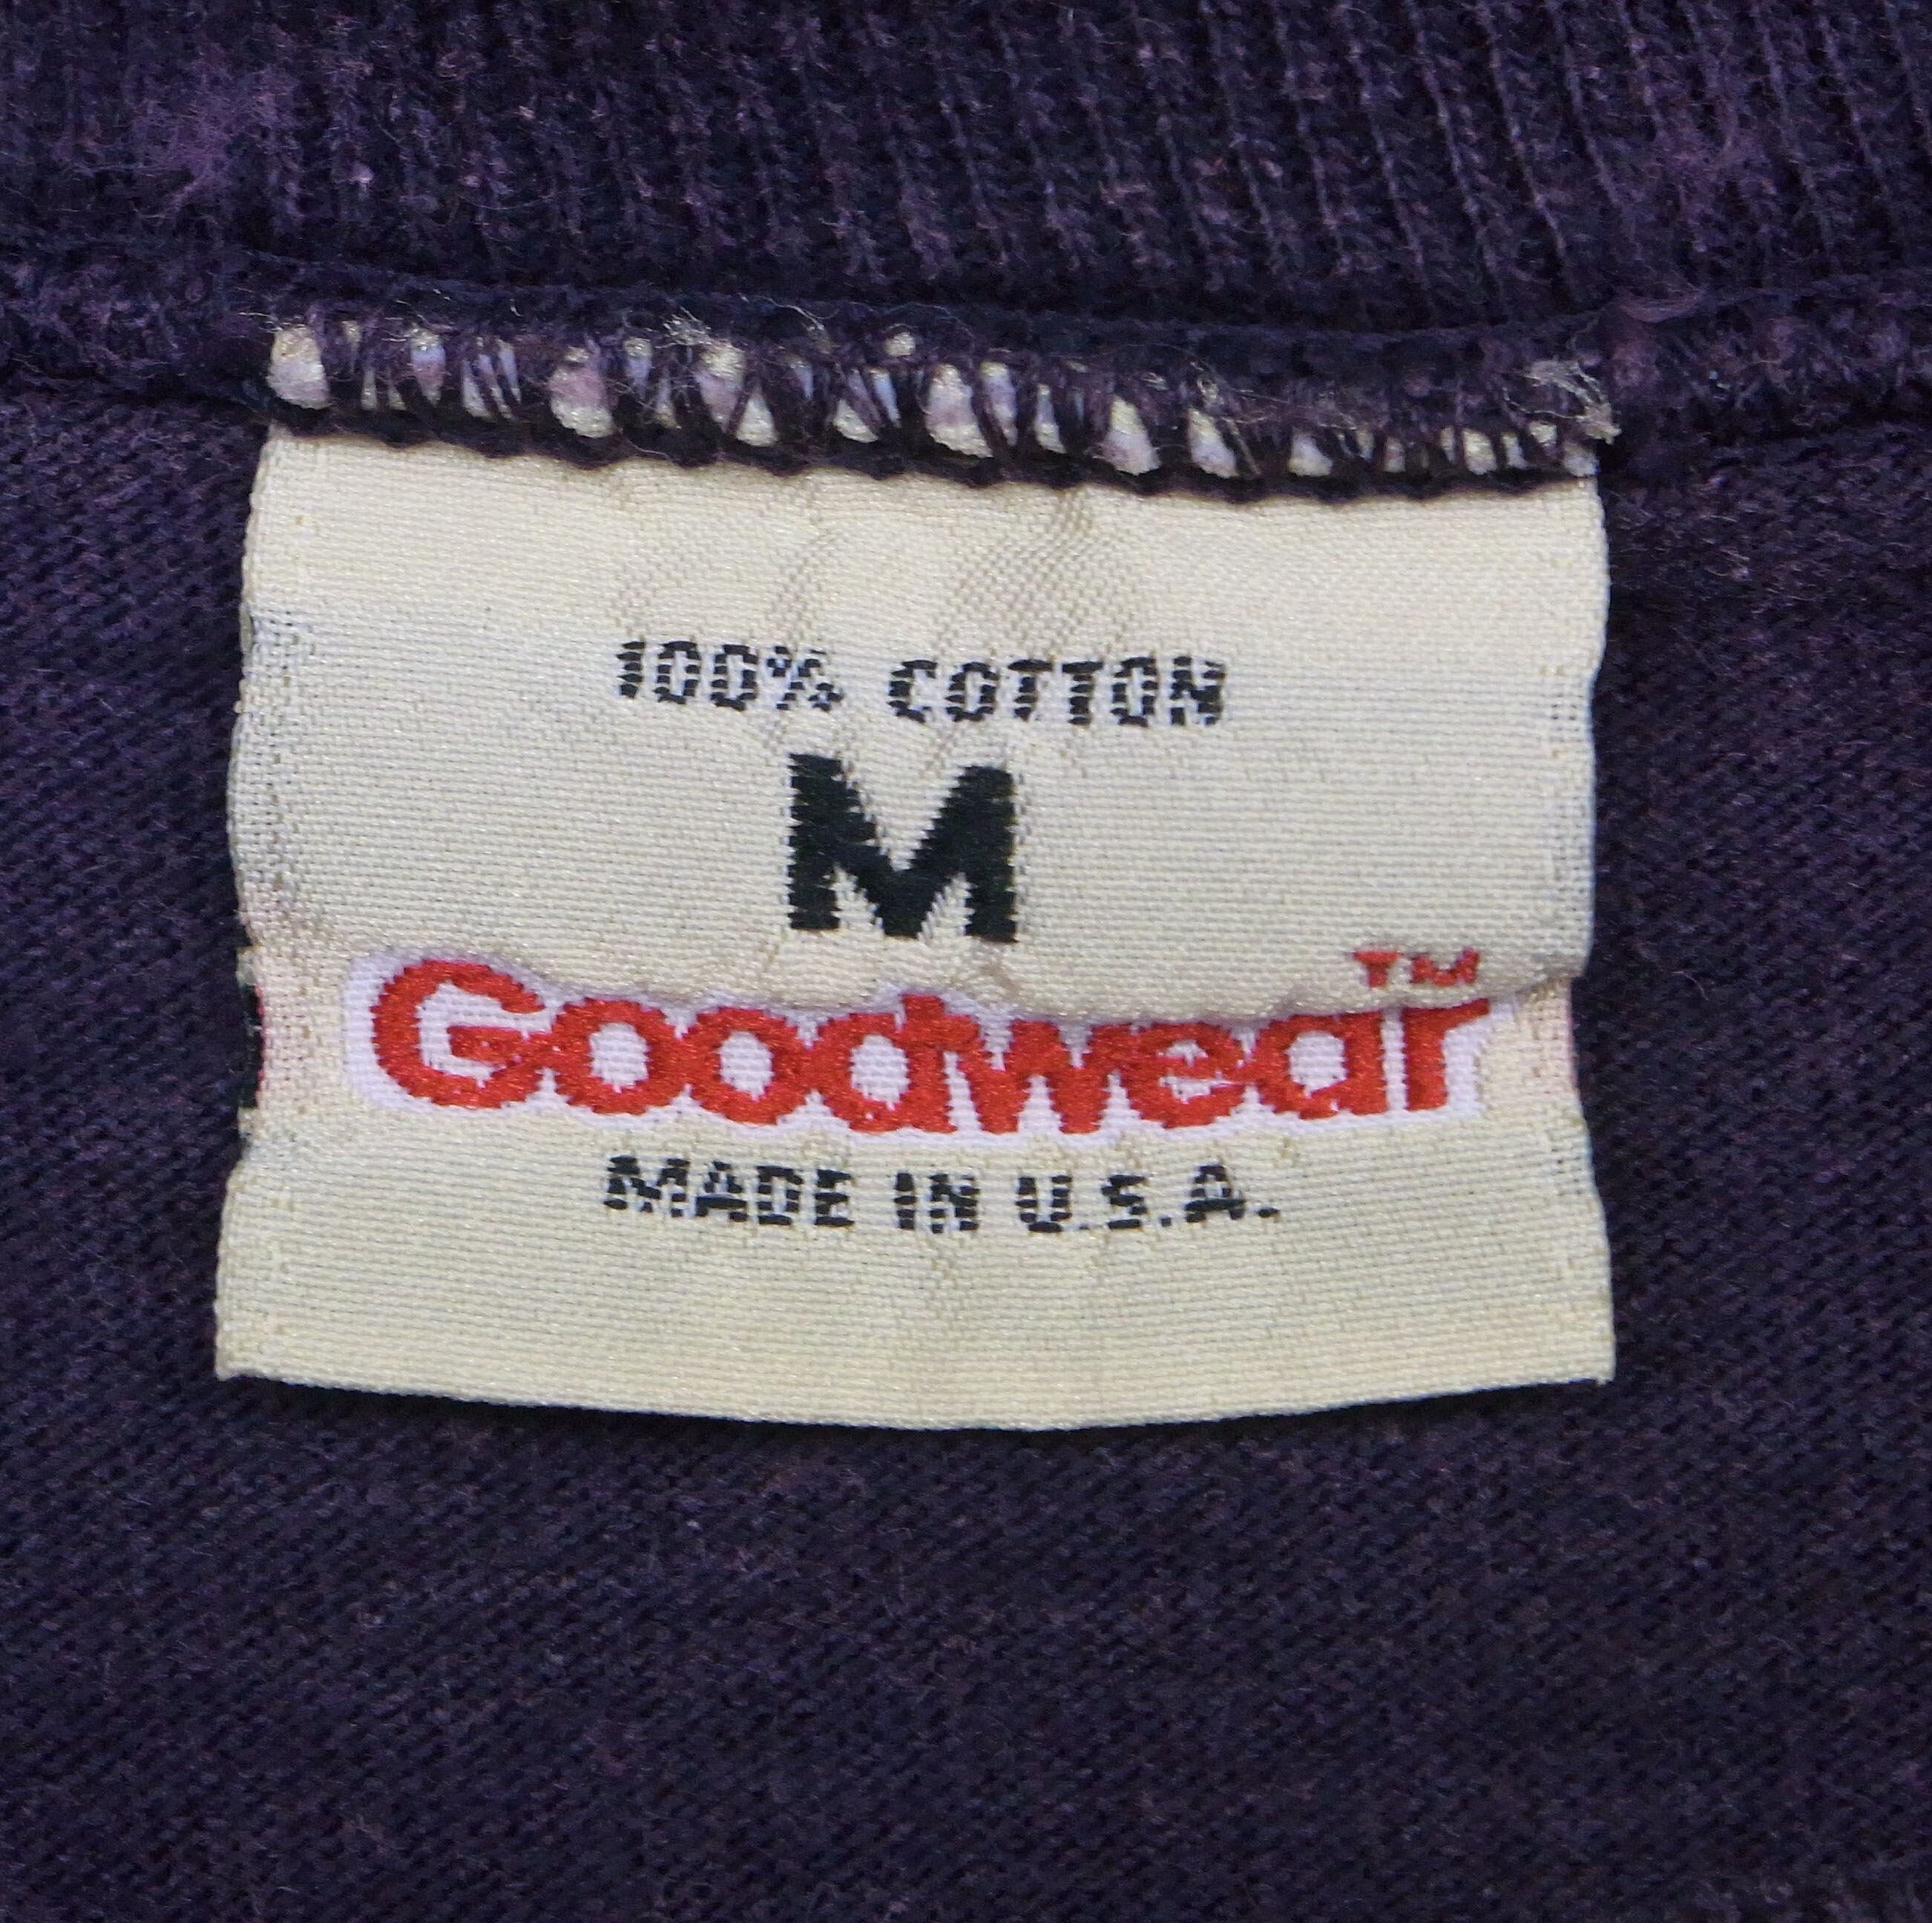 100% COTTON
M
Goodwear™
MADE IN U.S.A.